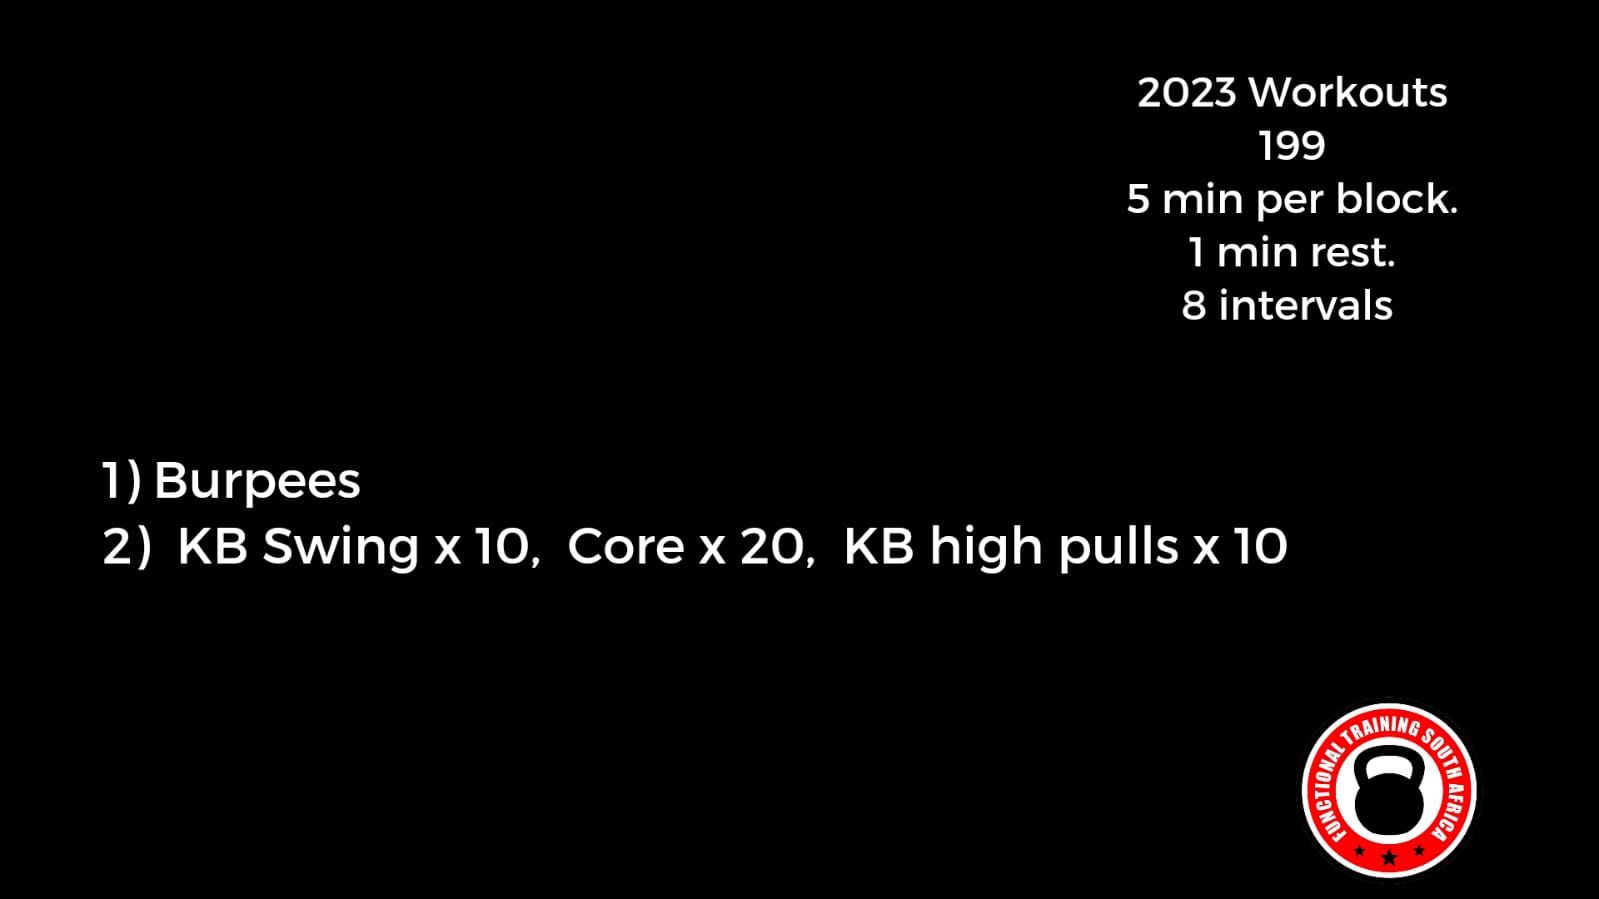 2023 Workouts
199
5 min per block.
1 min rest.
8 intervals
1) Burpees
2) KB Swing x 10, Core x 20, KB high pulls x 10
FUNCTIONAL TRAINING SOUTH AFRICA